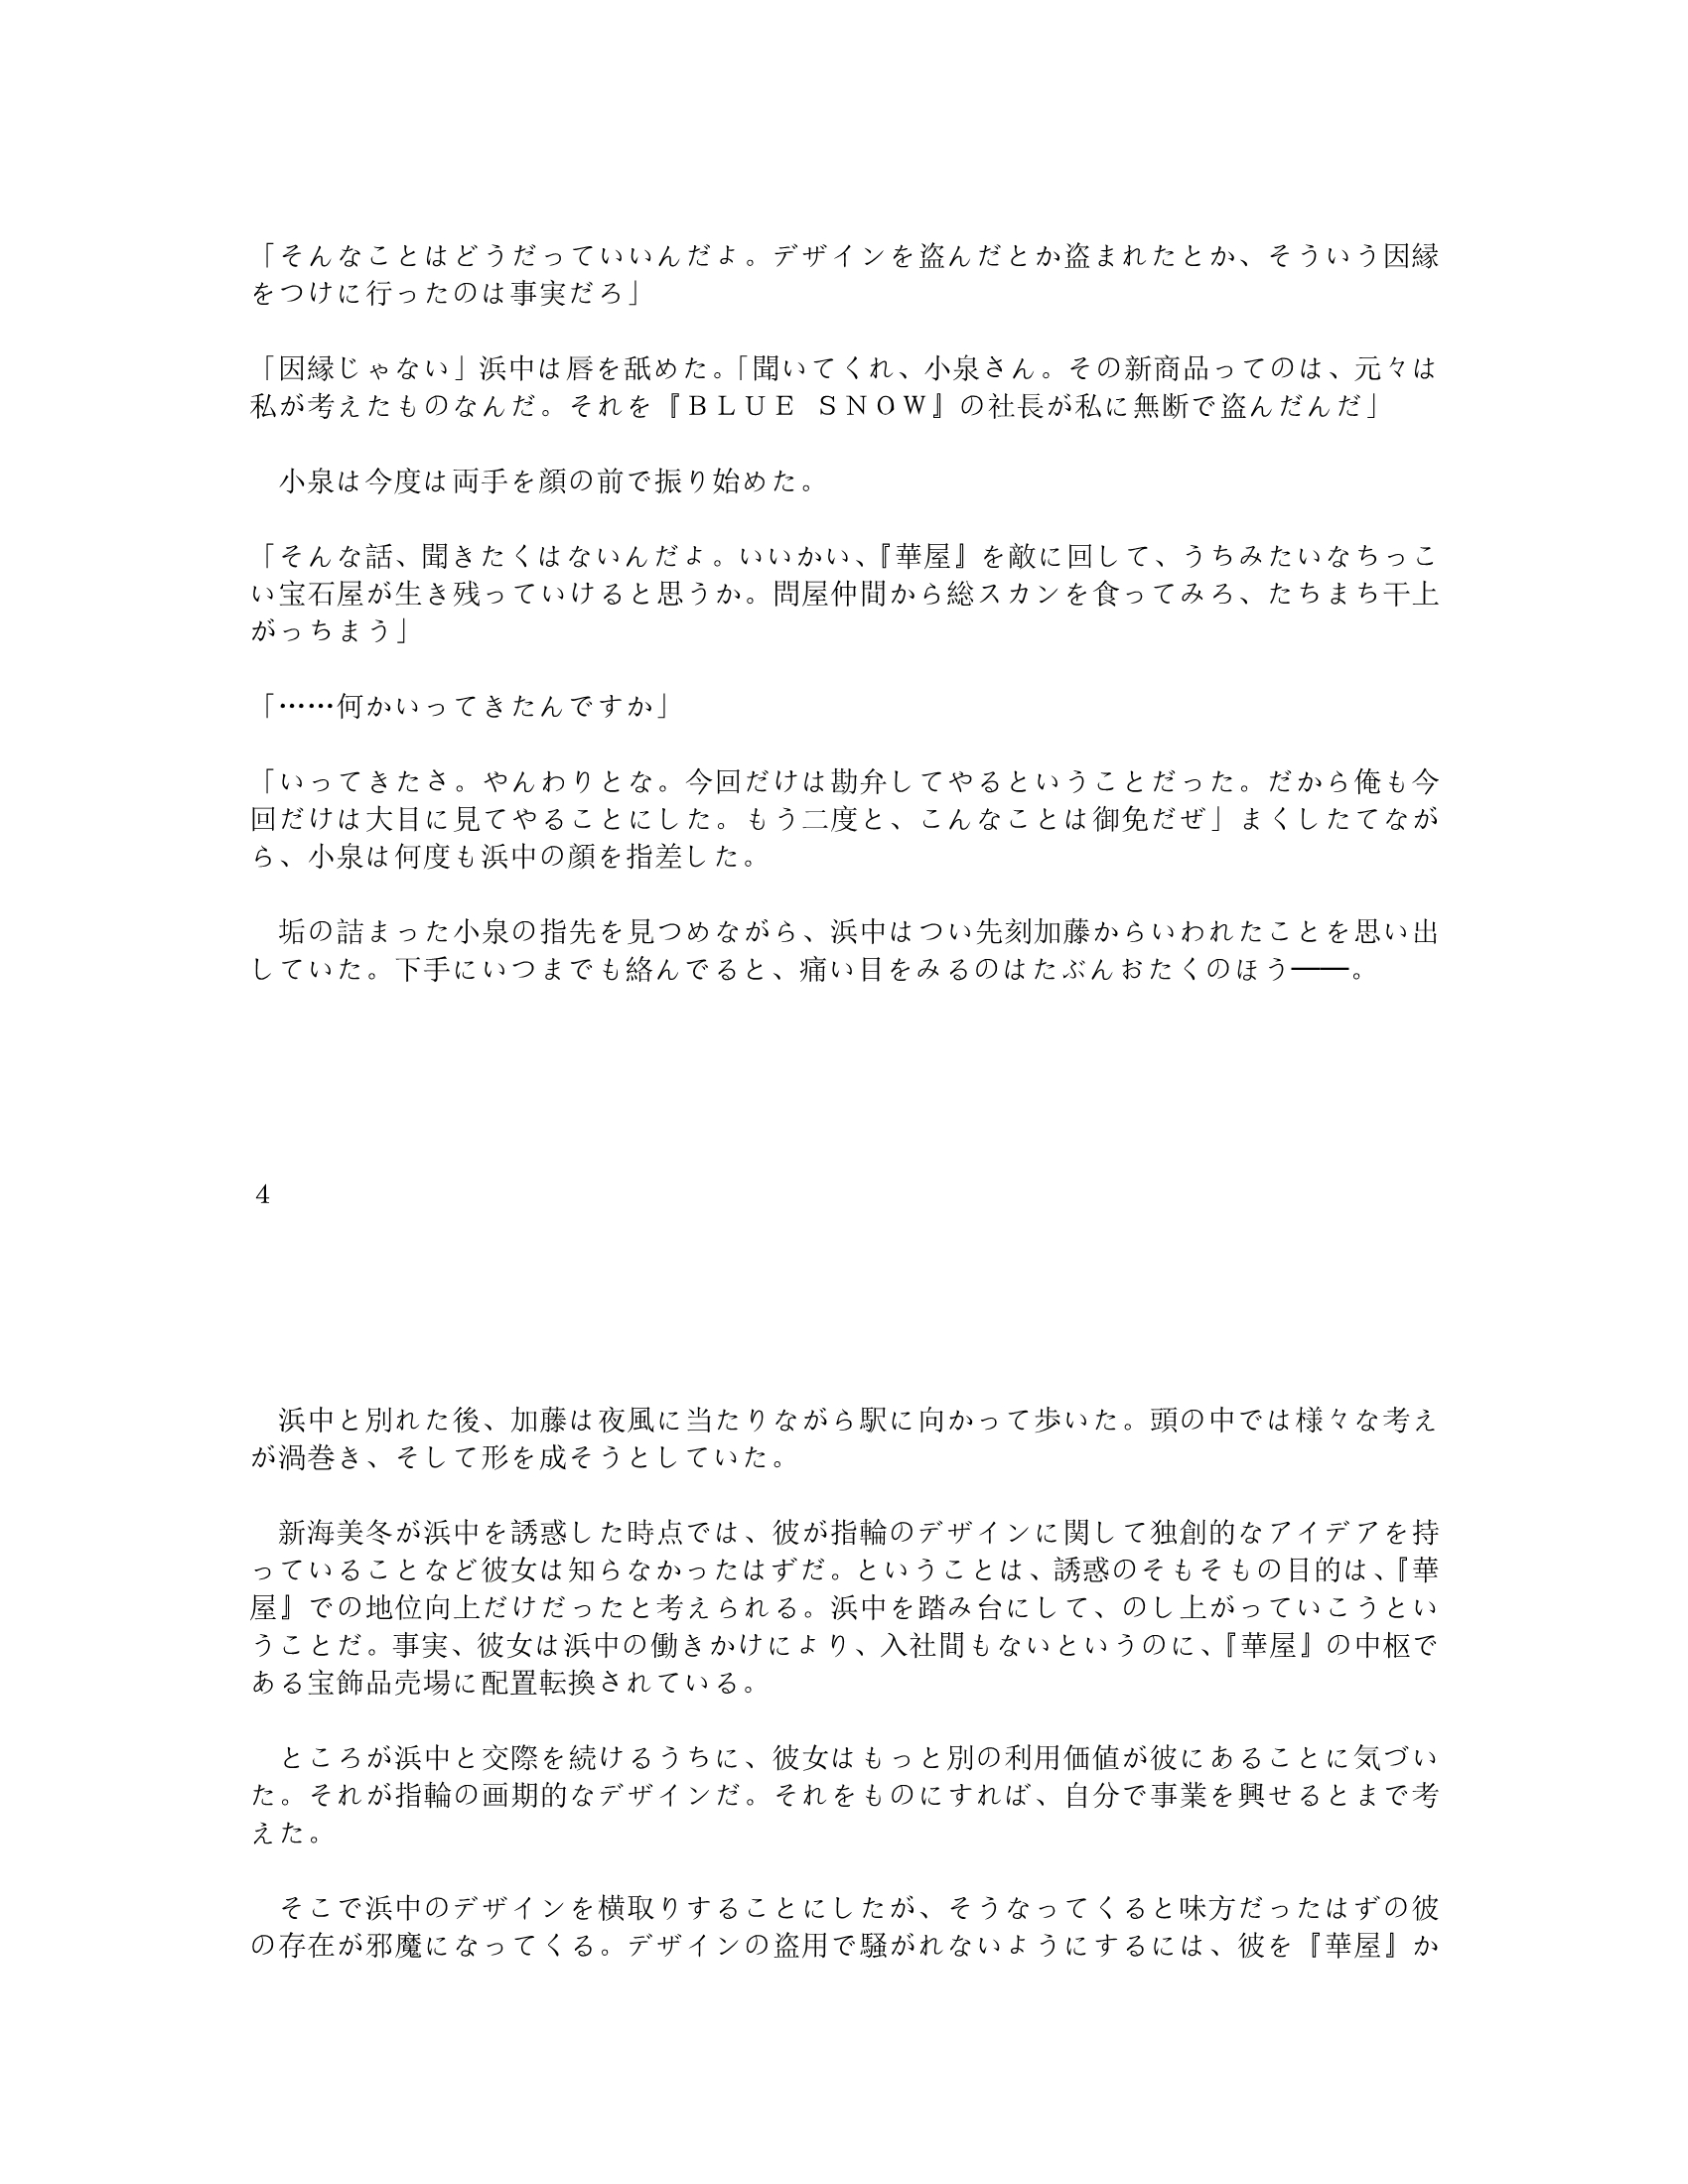 「そんなことはどうだっていいんだよ。デザインを盗んだとか盗まれたとか、そういう因縁
をつけに行ったのは事実だろ」
「因縁じゃない」浜中は唇を舐めた。「聞いてくれ、小泉さん。その新商品ってのは、元々は
私が考えたものなんだ。それを『ＢＬＵＥ　ＳＮＯＷ』の社長が私に無断で盗んだんだ」
　小泉は今度は両手を顔の前で振り始めた。
「そんな話、聞きたくはないんだよ。いいかい、『華屋』を敵に回して、うちみたいなちっこ
い宝石屋が生き残っていけると思うか。問屋仲間から総スカンを食ってみろ、たちまち干上
がっちまう」
「……何かいってきたんですか」
「いってきたさ。やんわりとな。今回だけは勘弁してやるということだった。だから俺も今
回だけは大目に見てやることにした。もう二度と、こんなことは御免だぜ」まくしたてなが
ら、小泉は何度も浜中の顔を指差した。
　垢の詰まった小泉の指先を見つめながら、浜中はつい先刻加藤からいわれたことを思い出
していた。下手にいつまでも絡んでると、痛い目をみるのはたぶんおたくのほう――。
４
　浜中と別れた後、加藤は夜風に当たりながら駅に向かって歩いた。頭の中では様々な考え
が渦巻き、そして形を成そうとしていた。
　新海美冬が浜中を誘惑した時点では、彼が指輪のデザインに関して独創的なアイデアを持
っていることなど彼女は知らなかったはずだ。ということは、誘惑のそもそもの目的は、『華
屋』での地位向上だけだったと考えられる。浜中を踏み台にして、のし上がっていこうとい
うことだ。事実、彼女は浜中の働きかけにより、入社間もないというのに、『華屋』の中枢で
ある宝飾品売場に配置転換されている。
　ところが浜中と交際を続けるうちに、彼女はもっと別の利用価値が彼にあることに気づい
た。それが指輪の画期的なデザインだ。それをものにすれば、自分で事業を興せるとまで考
えた。
　そこで浜中のデザインを横取りすることにしたが、そうなってくると味方だったはずの彼
の存在が邪魔になってくる。デザインの盗用で騒がれないようにするには、彼を『華屋』か